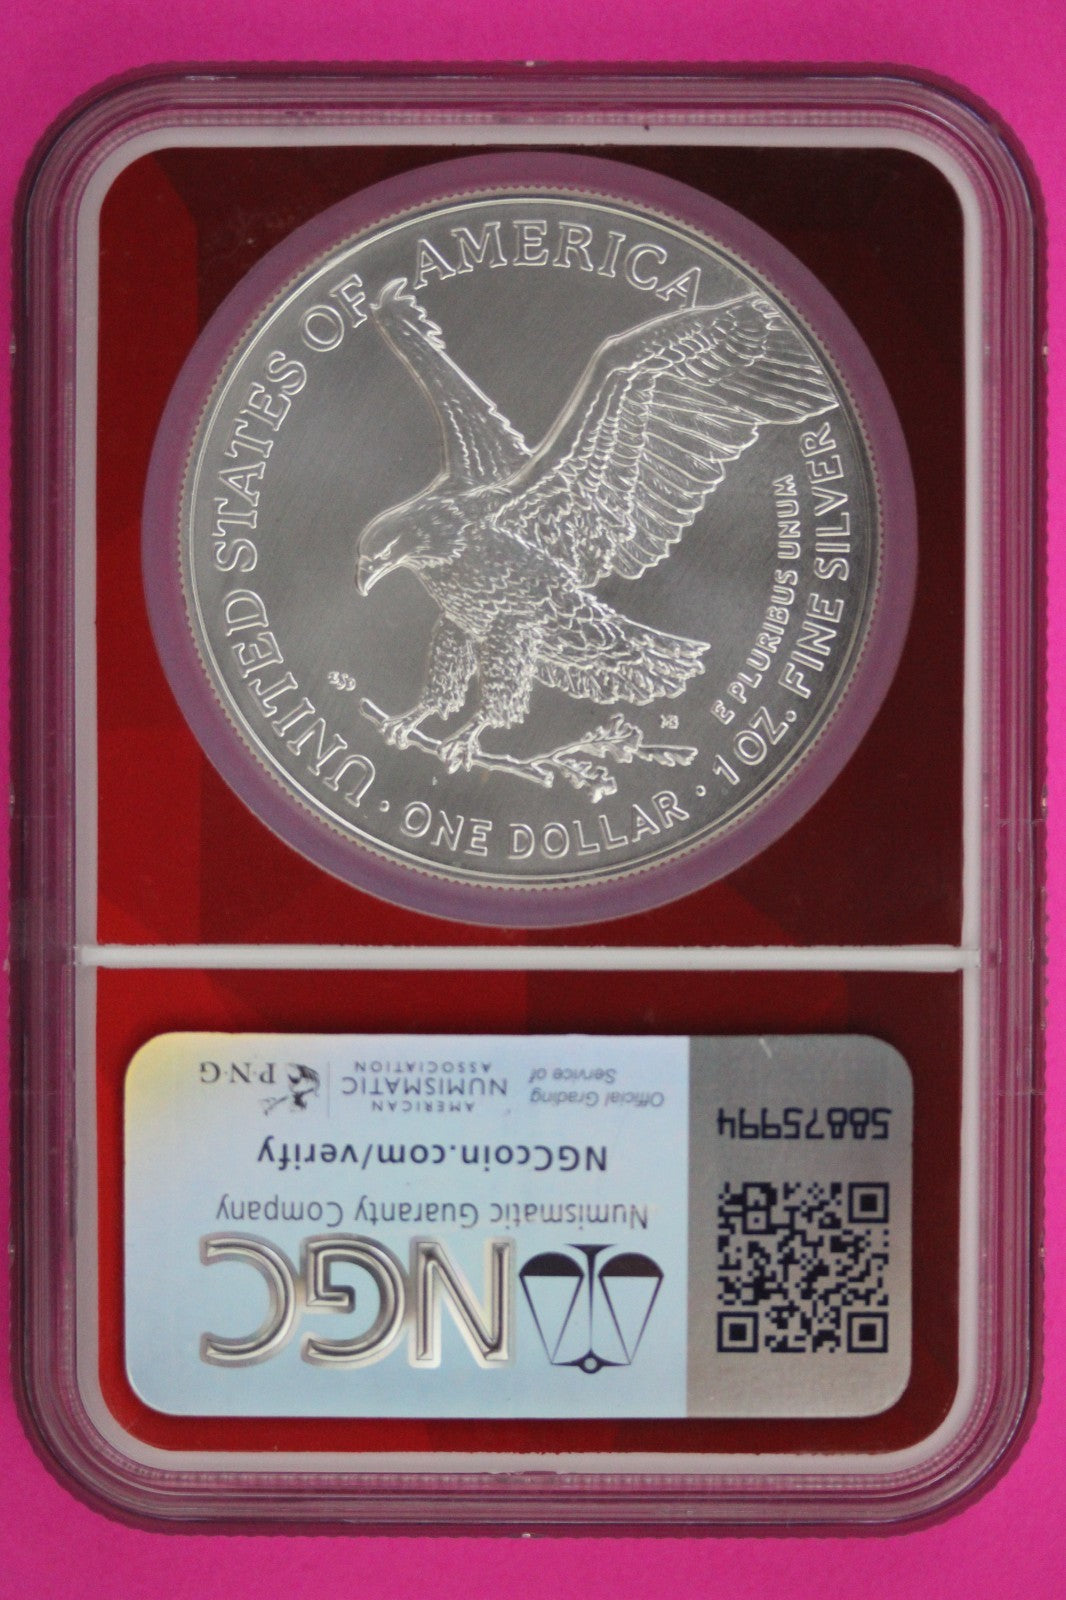 UNITED STATES OF AMERICA
E PLURIBUS UNUM
· ONE DOLLAR · 1 OZ. FINE SILVER
NGC
Numismatic Guaranty Company
NGCcoin.com/verify
Official Grading
Service of
AMERICAN
NUMISMATIC
ASSOCIATION
P·N·G
58875994